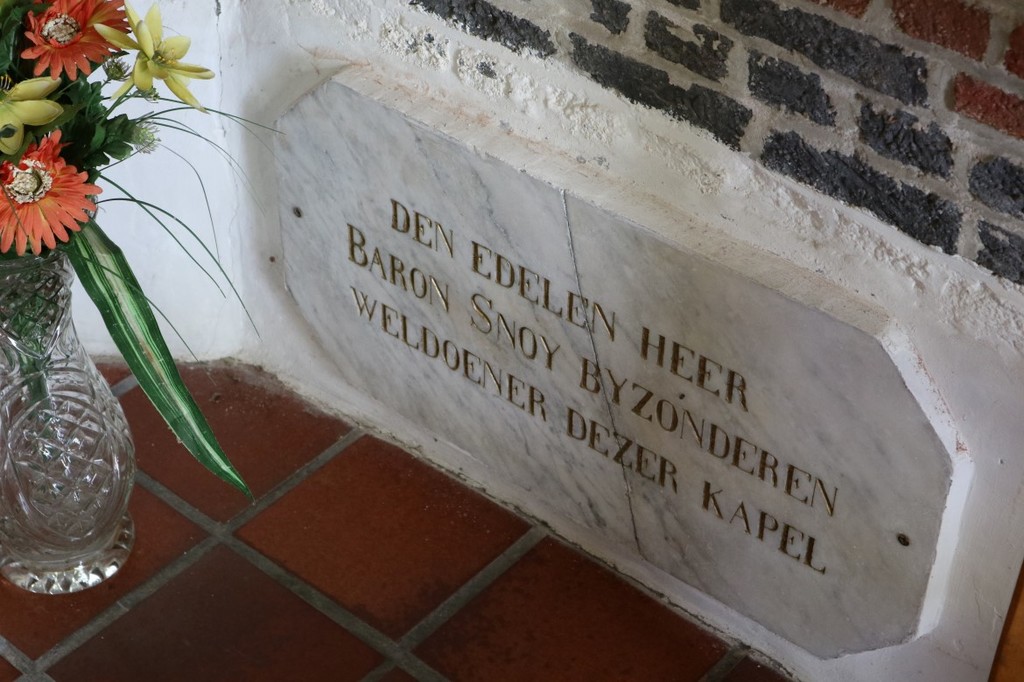 DEN EDELEN HEER
BARON SNOY BYZONDEREN
WELDOENER DEZER KAPEL